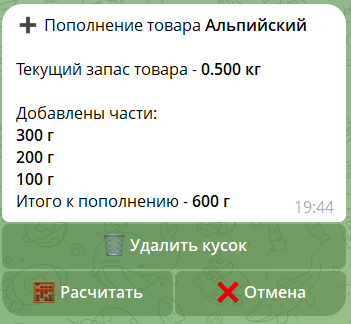 ➕ Пополнение товара Альпийский
Текущий запас товара - 0.500 кг
Добавлены части:
300 г
200 г
100 г
Итого к пополнению - 600 г
19:44
Удалить кусок
Расчитать
Отмена